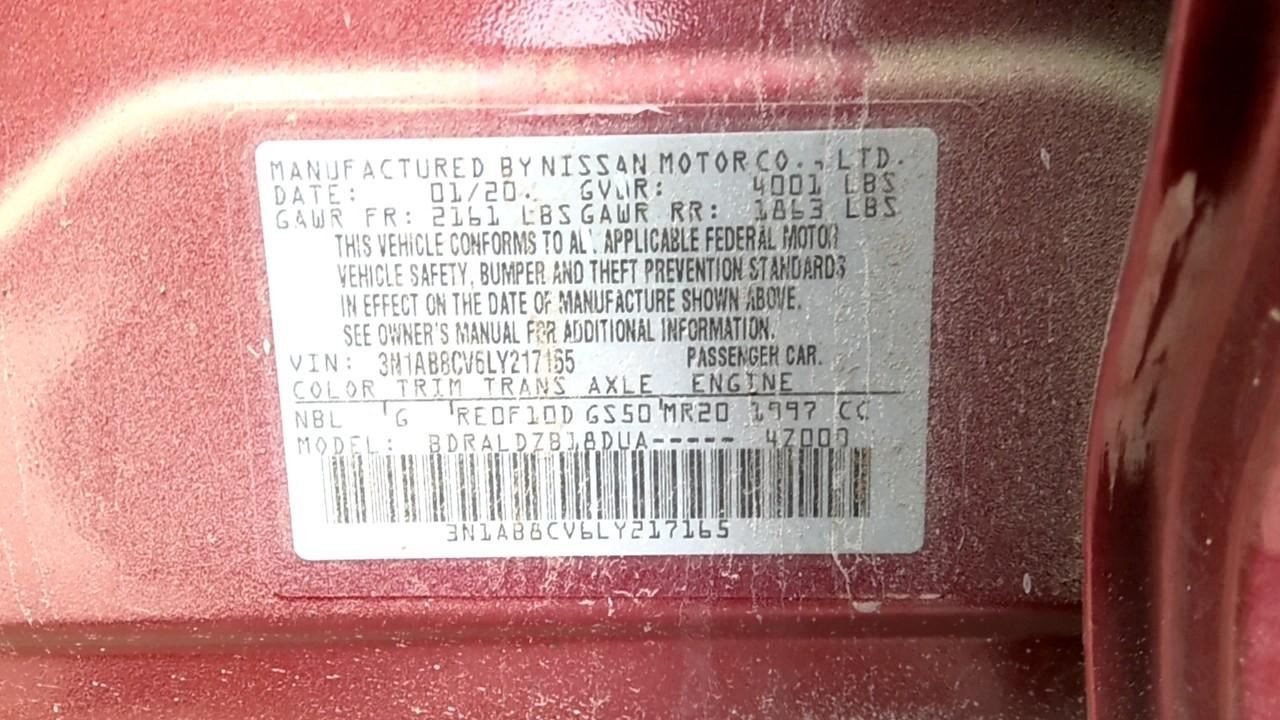 MANUFACTURED BY NISSAN MOTOR CO., LTD.
DATE: 01/20 GVWR: 4001 LBS
GAWR FR: 2161 LBS GAWR RR: 1863 LBS
THIS VEHICLE CONFORMS TO ALL APPLICABLE FEDERAL MOTOR
VEHICLE SAFETY, BUMPER AND THEFT PREVENTION STANDARDS
IN EFFECT ON THE DATE OF MANUFACTURE SHOWN ABOVE.
SEE OWNER'S MANUAL FOR ADDITIONAL INFORMATION.
VIN: 3N1AB8CV6LY217165 PASSENGER CAR.
COLOR TRIM TRANS AXLE ENGINE
NBL G REOF10D GS50 MR20 1997 CC
MODEL: BDRALDZB18DUA-----
3N1AB8CV6LY217165